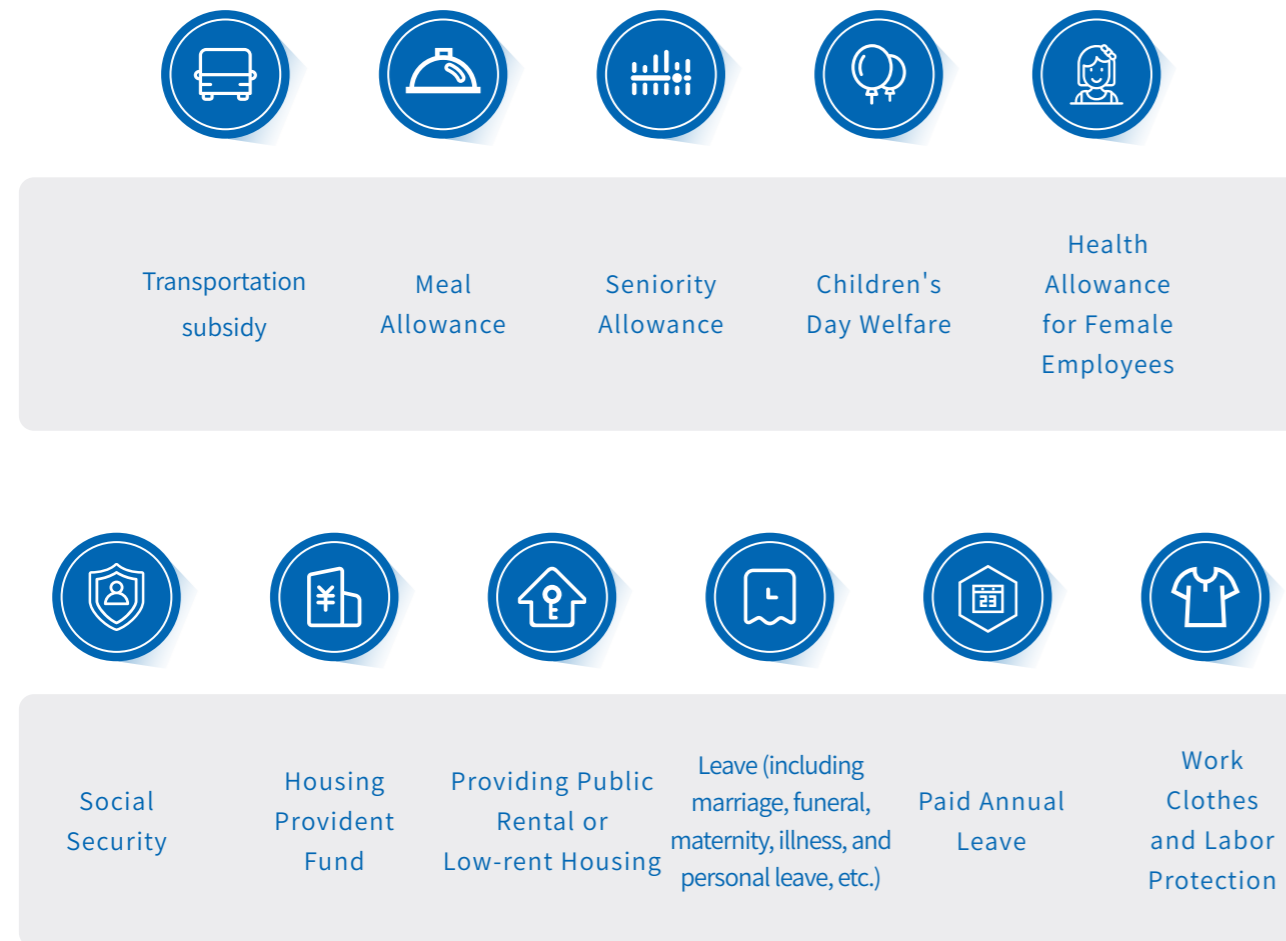 Transportation
subsidy
Meal
Allowance
Seniority
Allowance
Children's
Day Welfare
Health
Allowance
for Female
Employees
¥
23
Social
Security
Housing
Provident
Fund
Providing Public
Rental or
Low-rent Housing
Leave (including
marriage, funeral,
maternity, illness, and
personal leave, etc.)
Paid Annual
Leave
Work
Clothes
and Labor
Protection